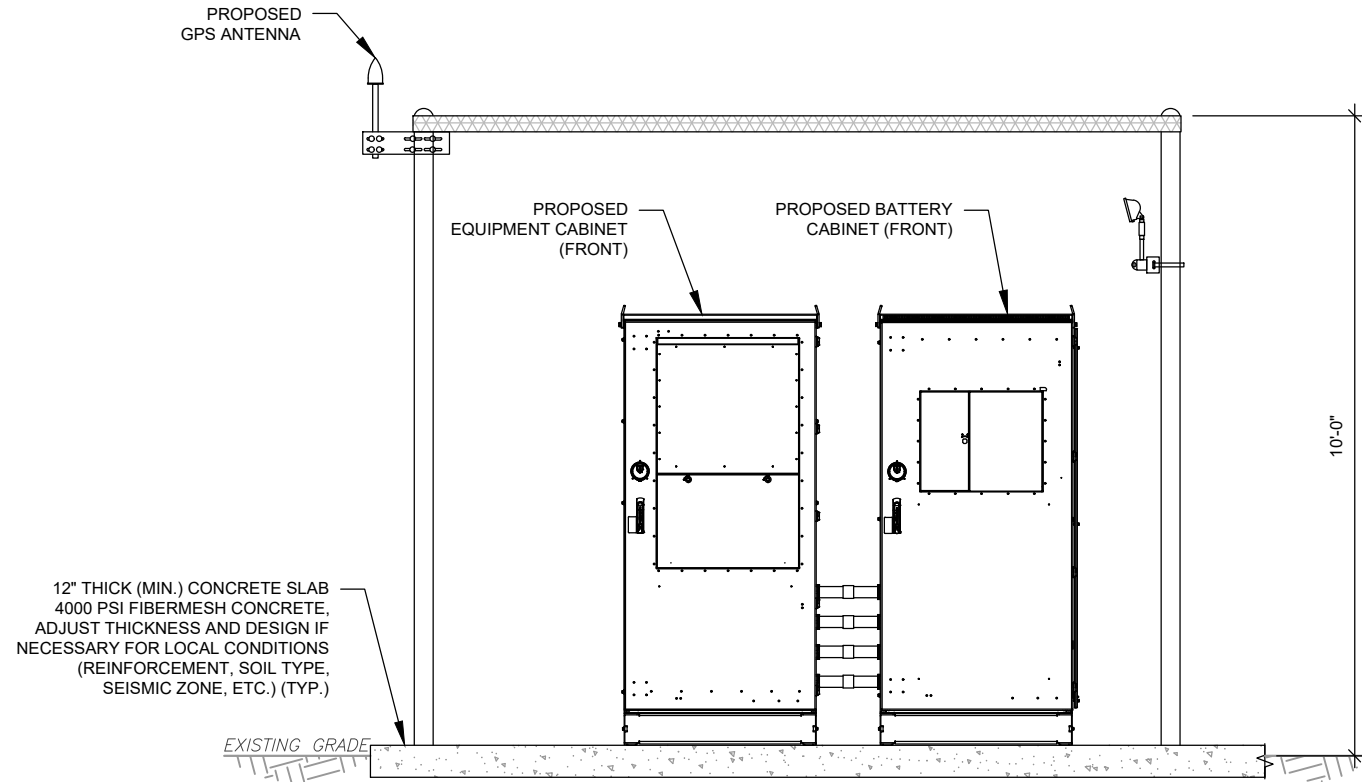 PROPOSED
GPS ANTENNA
PROPOSED
EQUIPMENT CABINET
(FRONT)
PROPOSED BATTERY
CABINET (FRONT)
10'-0"
12" THICK (MIN.) CONCRETE SLAB
4000 PSI FIBERMESH CONCRETE,
ADJUST THICKNESS AND DESIGN IF
NECESSARY FOR LOCAL CONDITIONS
(REINFORCEMENT, SOIL TYPE,
SEISMIC ZONE, ETC.) (TYP.)
EXISTING GRADE